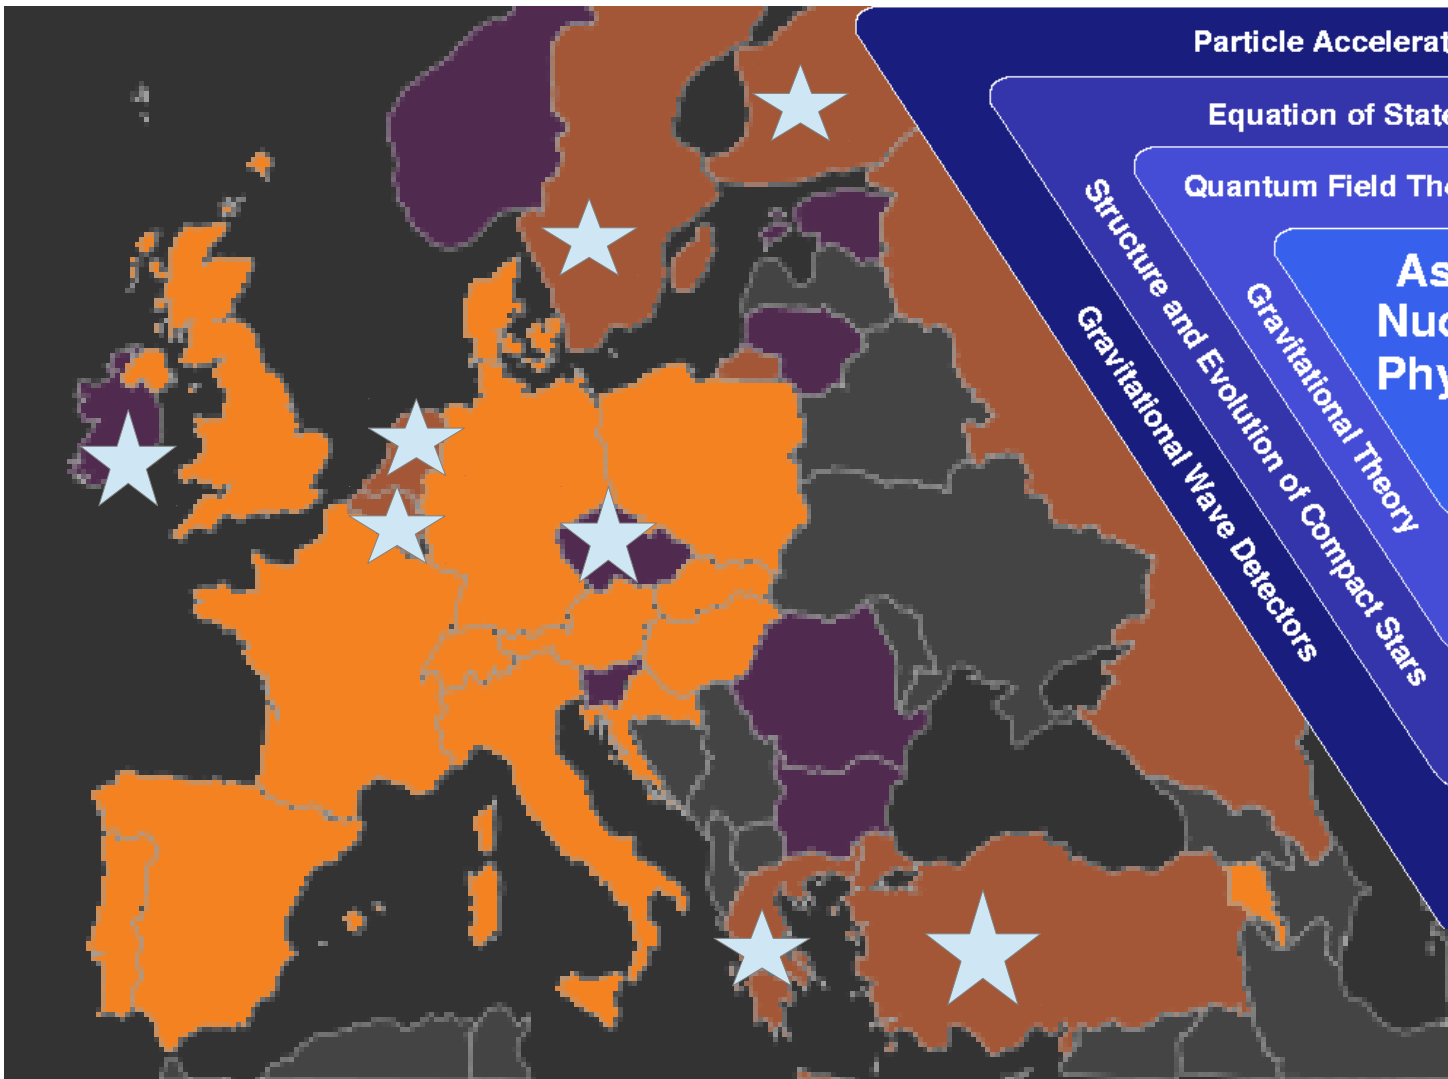 Particle Accelerat
Equation of State
Quantum Field The
As
Nuc
Phy
Gravitational Theory
Structure and Evolution of Compact Stars
Gravitational Wave Detectors